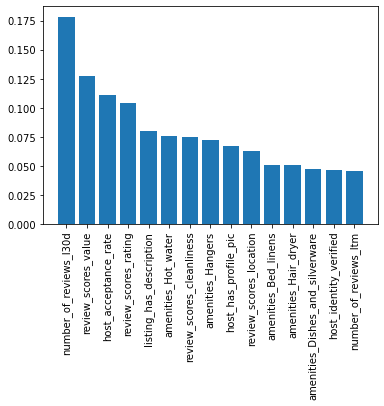 0.175
0.150
0.125
0.100
0.075
0.050
0.025
0.000
number_of_reviews_l30d
review_scores_value
host_acceptance_rate
review_scores_rating
listing_has_description
amenities_Hot_water
review_scores_cleanliness
amenities_Hangers
host_has_profile_pic
review_scores_location
amenities_Bed_linens
amenities_Hair_dryer
amenities_Dishes_and_silverware
host_identity_verified
number_of_reviews_ltm